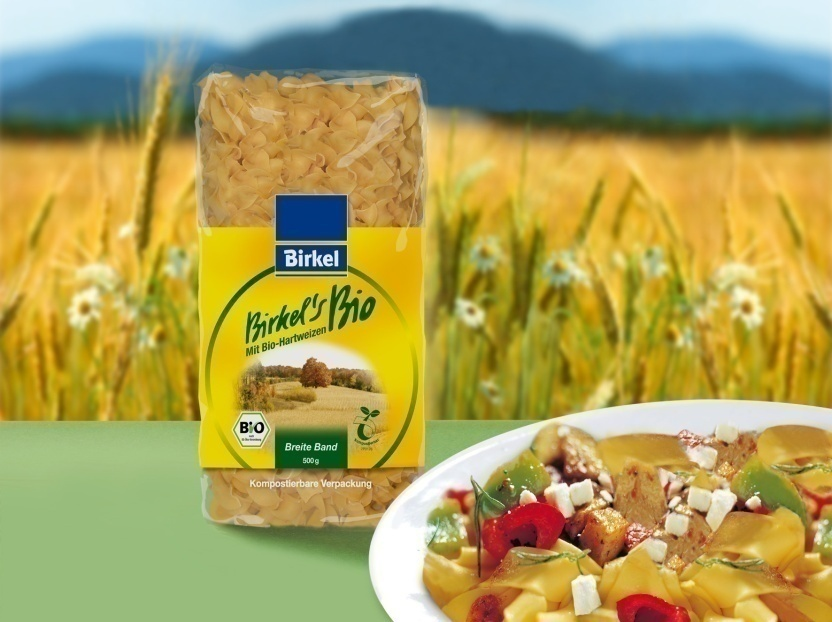 Birkel
Birkel's Bio
Mit Bio-Hartweizen
Bio
Breite Band
500 g
Kompostierbare Verpackung